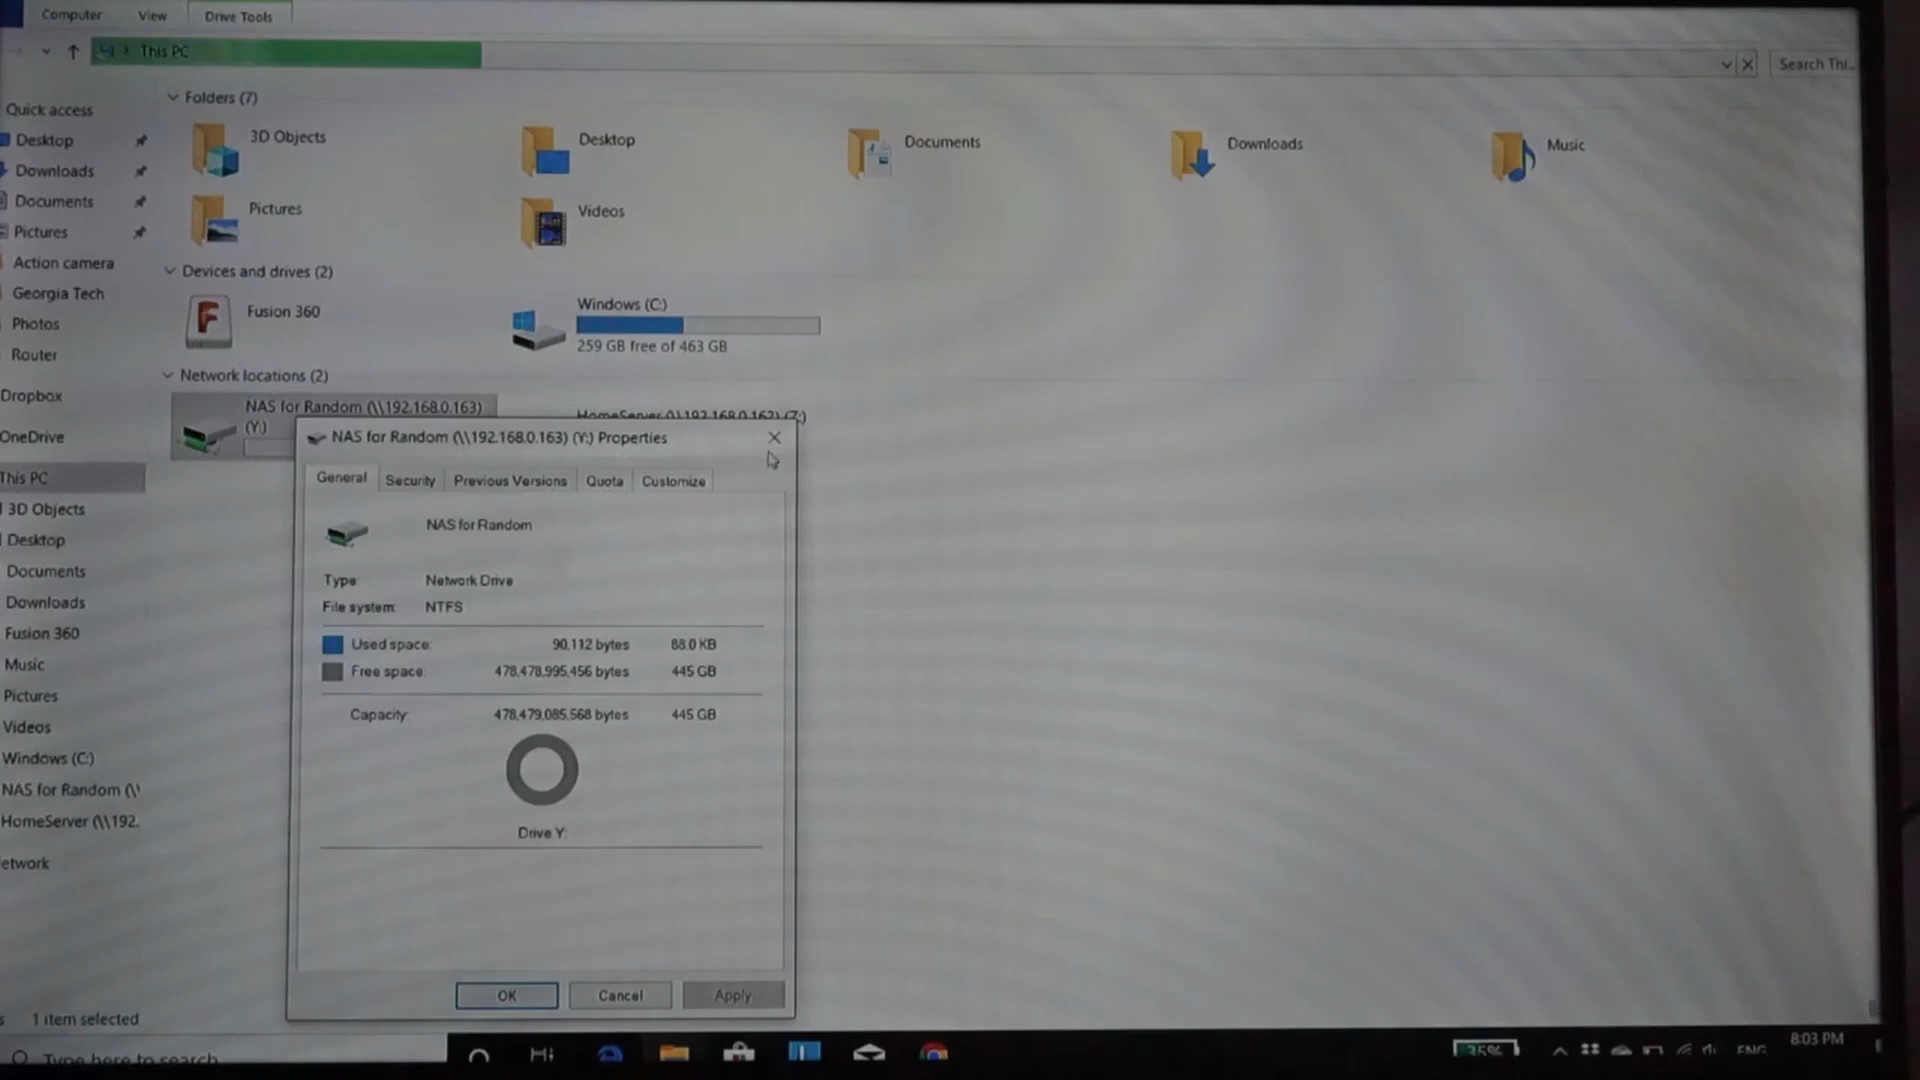 Computer View Drive Tools
This PC
Search Thi...
Quick access
Desktop
Downloads
Documents
Pictures
Action camera
Georgia Tech
Photos
Router
Dropbox
OneDrive
This PC
3D Objects
Desktop
Documents
Downloads
Fusion 360
Music
Pictures
Videos
Windows (C:)
NAS for Random (\\
HomeServer (\\192.
etwork
Folders (7)
3D Objects
Desktop
Documents
Downloads
Music
Pictures
Videos
Devices and drives (2)
Fusion 360
Windows (C:)
259 GB free of 463 GB
Network locations (2)
NAS for Random (\\192.168.0.163)
(Y:)
HomeServer (\\192.168.0.162) (Z:)
NAS for Random (\\192.168.0.163) (Y:) Properties
General Security Previous Versions Quota Customize
NAS for Random
Type: Network Drive
File system: NTFS
Used space: 90,112 bytes 88.0 KB
Free space: 478,478,995,456 bytes 445 GB
Capacity: 478,479,085,568 bytes 445 GB
Drive Y:
OK Cancel Apply
1 item selected
Type here to search
35%
ENG
8:03 PM